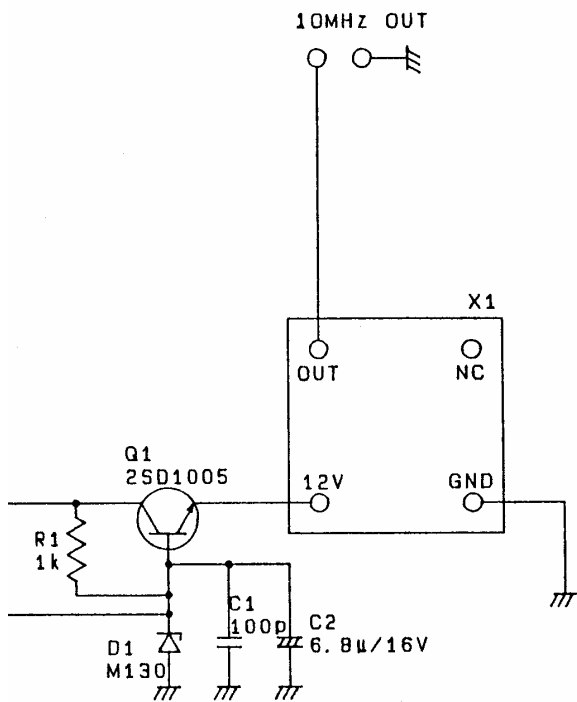 10MHz OUT
X1
OUT
NC
Q1
2SD1005
12V
GND
R1
1k
C1
100p
C2
6.8μ/16V
D1
M130